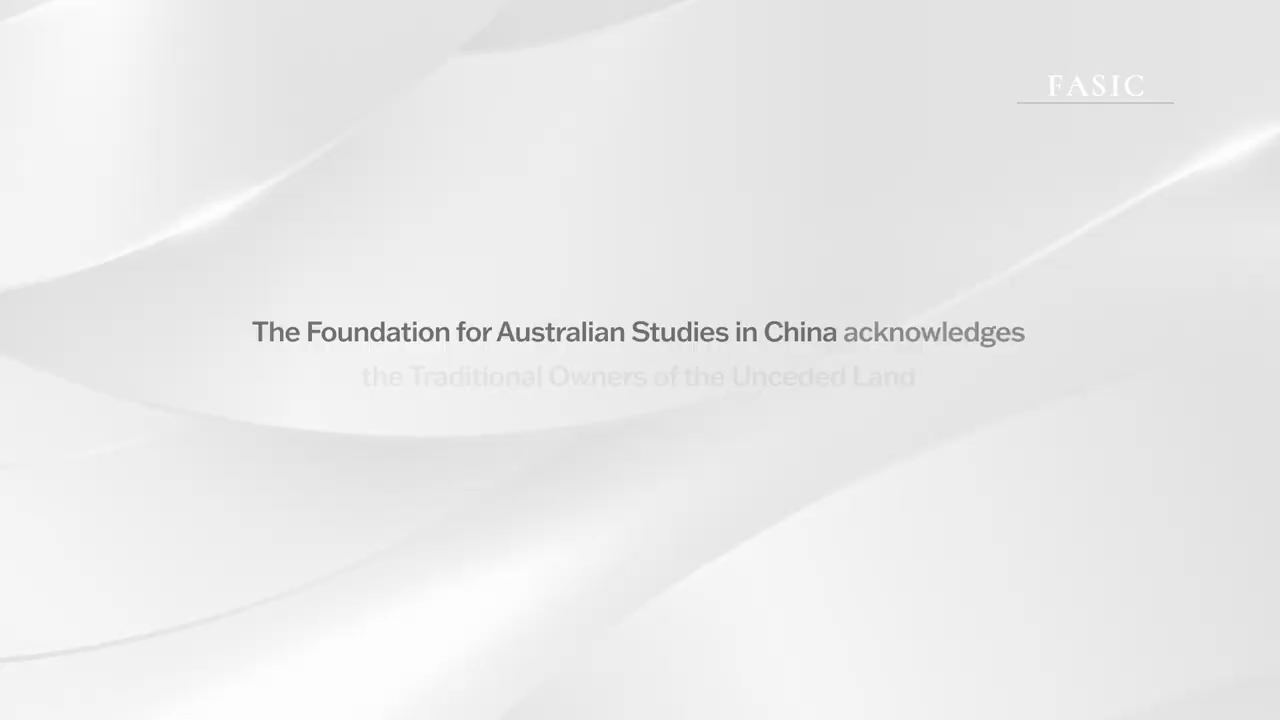 FASIC
The Foundation for Australian Studies in China acknowledges
the Traditional Owners of the Unceded Land